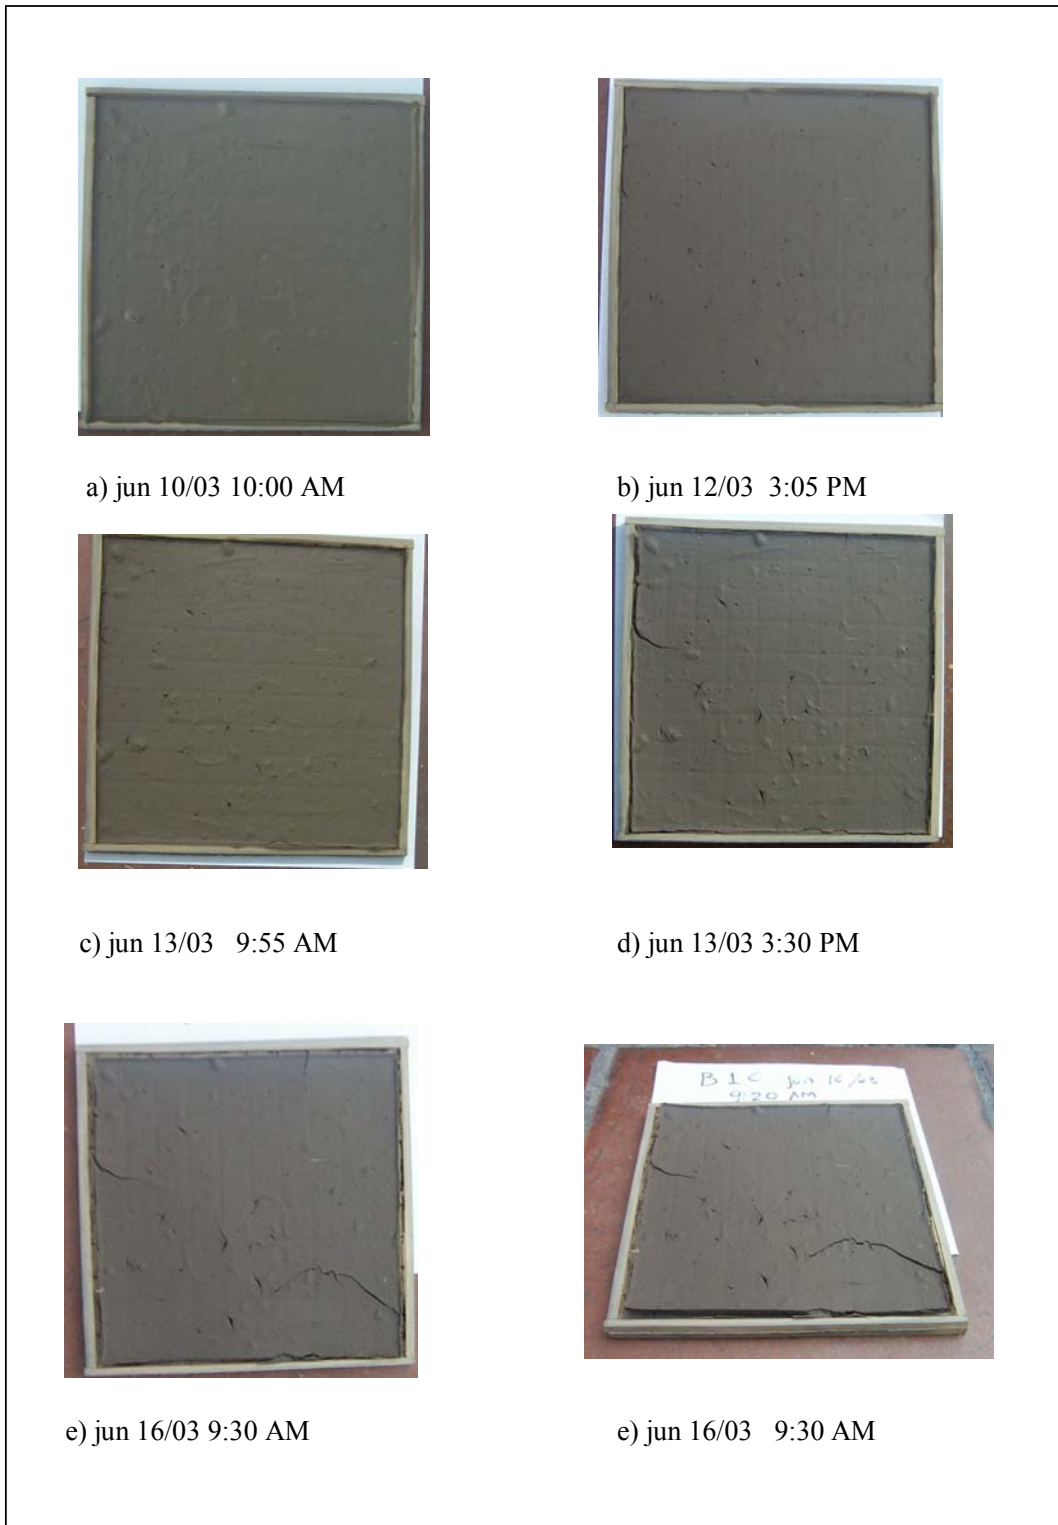 a) jun 10/03 10:00 AM
b) jun 12/03 3:05 PM
c) jun 13/03 9:55 AM
d) jun 13/03 3:30 PM
B1C jun 16/03
9:20 AM
e) jun 16/03 9:30 AM
e) jun 16/03 9:30 AM